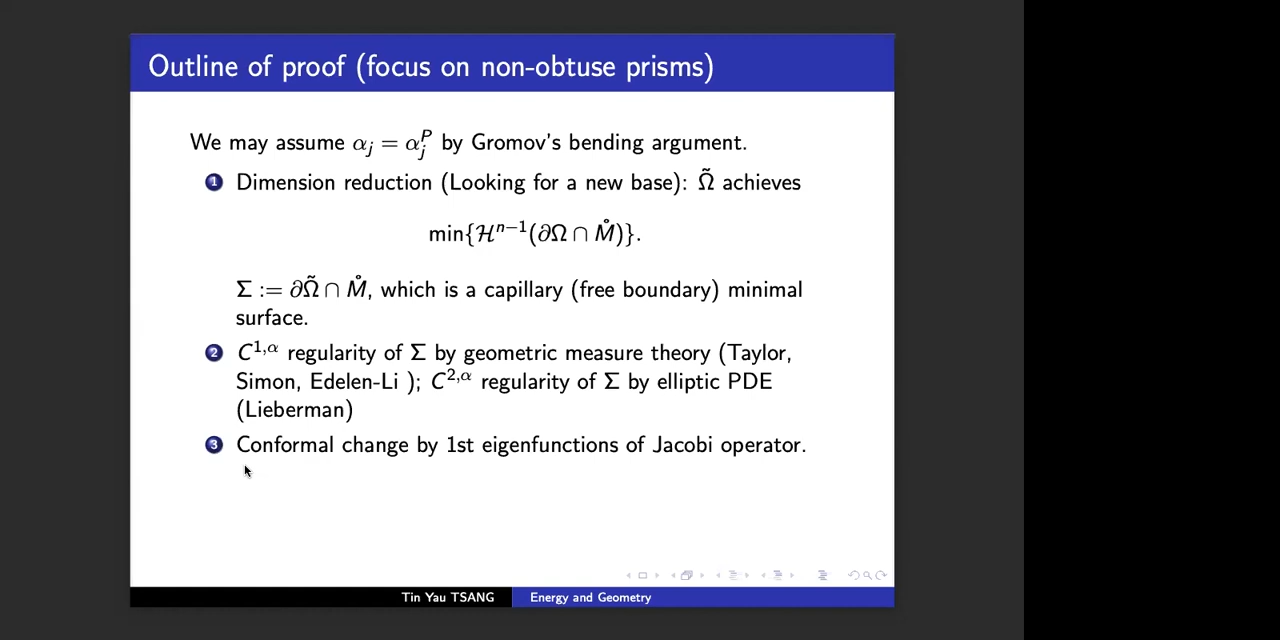 Outline of proof (focus on non-obtuse prisms)
We may assume αⱼ = αⱼᴾ by Gromov's bending argument.
1 Dimension reduction (Looking for a new base): Ω̃ achieves
min{ℋⁿ⁻¹(∂Ω ∩ M̊)}.
Σ := ∂Ω̃ ∩ M̊, which is a capillary (free boundary) minimal
surface.
2 C^{1,α} regularity of Σ by geometric measure theory (Taylor,
Simon, Edelen-Li ); C^{2,α} regularity of Σ by elliptic PDE
(Lieberman)
3 Conformal change by 1st eigenfunctions of Jacobi operator.
Tin Yau TSANG Energy and Geometry